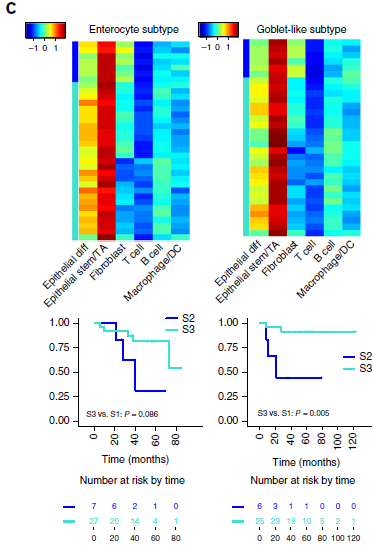 C
Enterocyte subtype
Goblet-like subtype
−1 0 1
−1 0 1
Epithelial diff
Epithelial stem/TA
Fibroblast
T cell
B cell
Macrophage/DC
Epithelial diff
Epithelial stem/TA
Fibroblast
T cell
B cell
Macrophage/DC
1.00
0.75
0.50
0.25
0.00
S2
S3
S3 vs. S1: P = 0.086
0 20 40 60 80
Time (months)
1.00
0.75
0.50
0.25
0.00
S2
S3
S3 vs. S1: P = 0.005
0 20 40 60 80 100 120
Time (months)
Number at risk by time
7 6 2 1 0
27 20 14 4 1
0 20 40 60 80
Number at risk by time
6 3 1 1 0 0 0
25 23 18 10 5 2 1
0 20 40 60 80 100 120